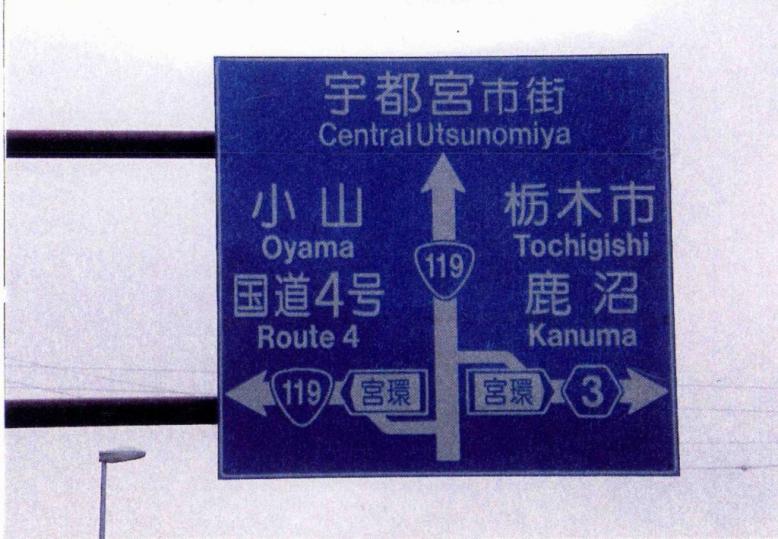 宇都宮市街
Central Utsunomiya
小山
Oyama
国道4号
Route 4
栃木市
Tochigishi
鹿沼
Kanuma
119
119
宮環
宮環
3